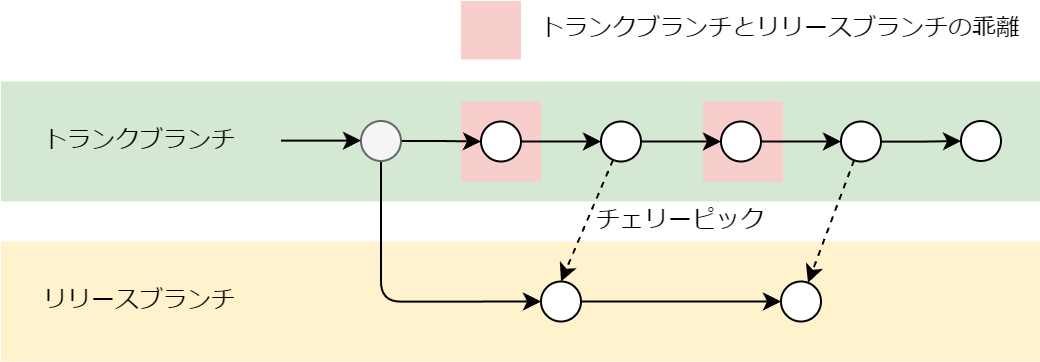 トランクブランチとリリースブランチの乖離
トランクブランチ
チェリーピック
リリースブランチ